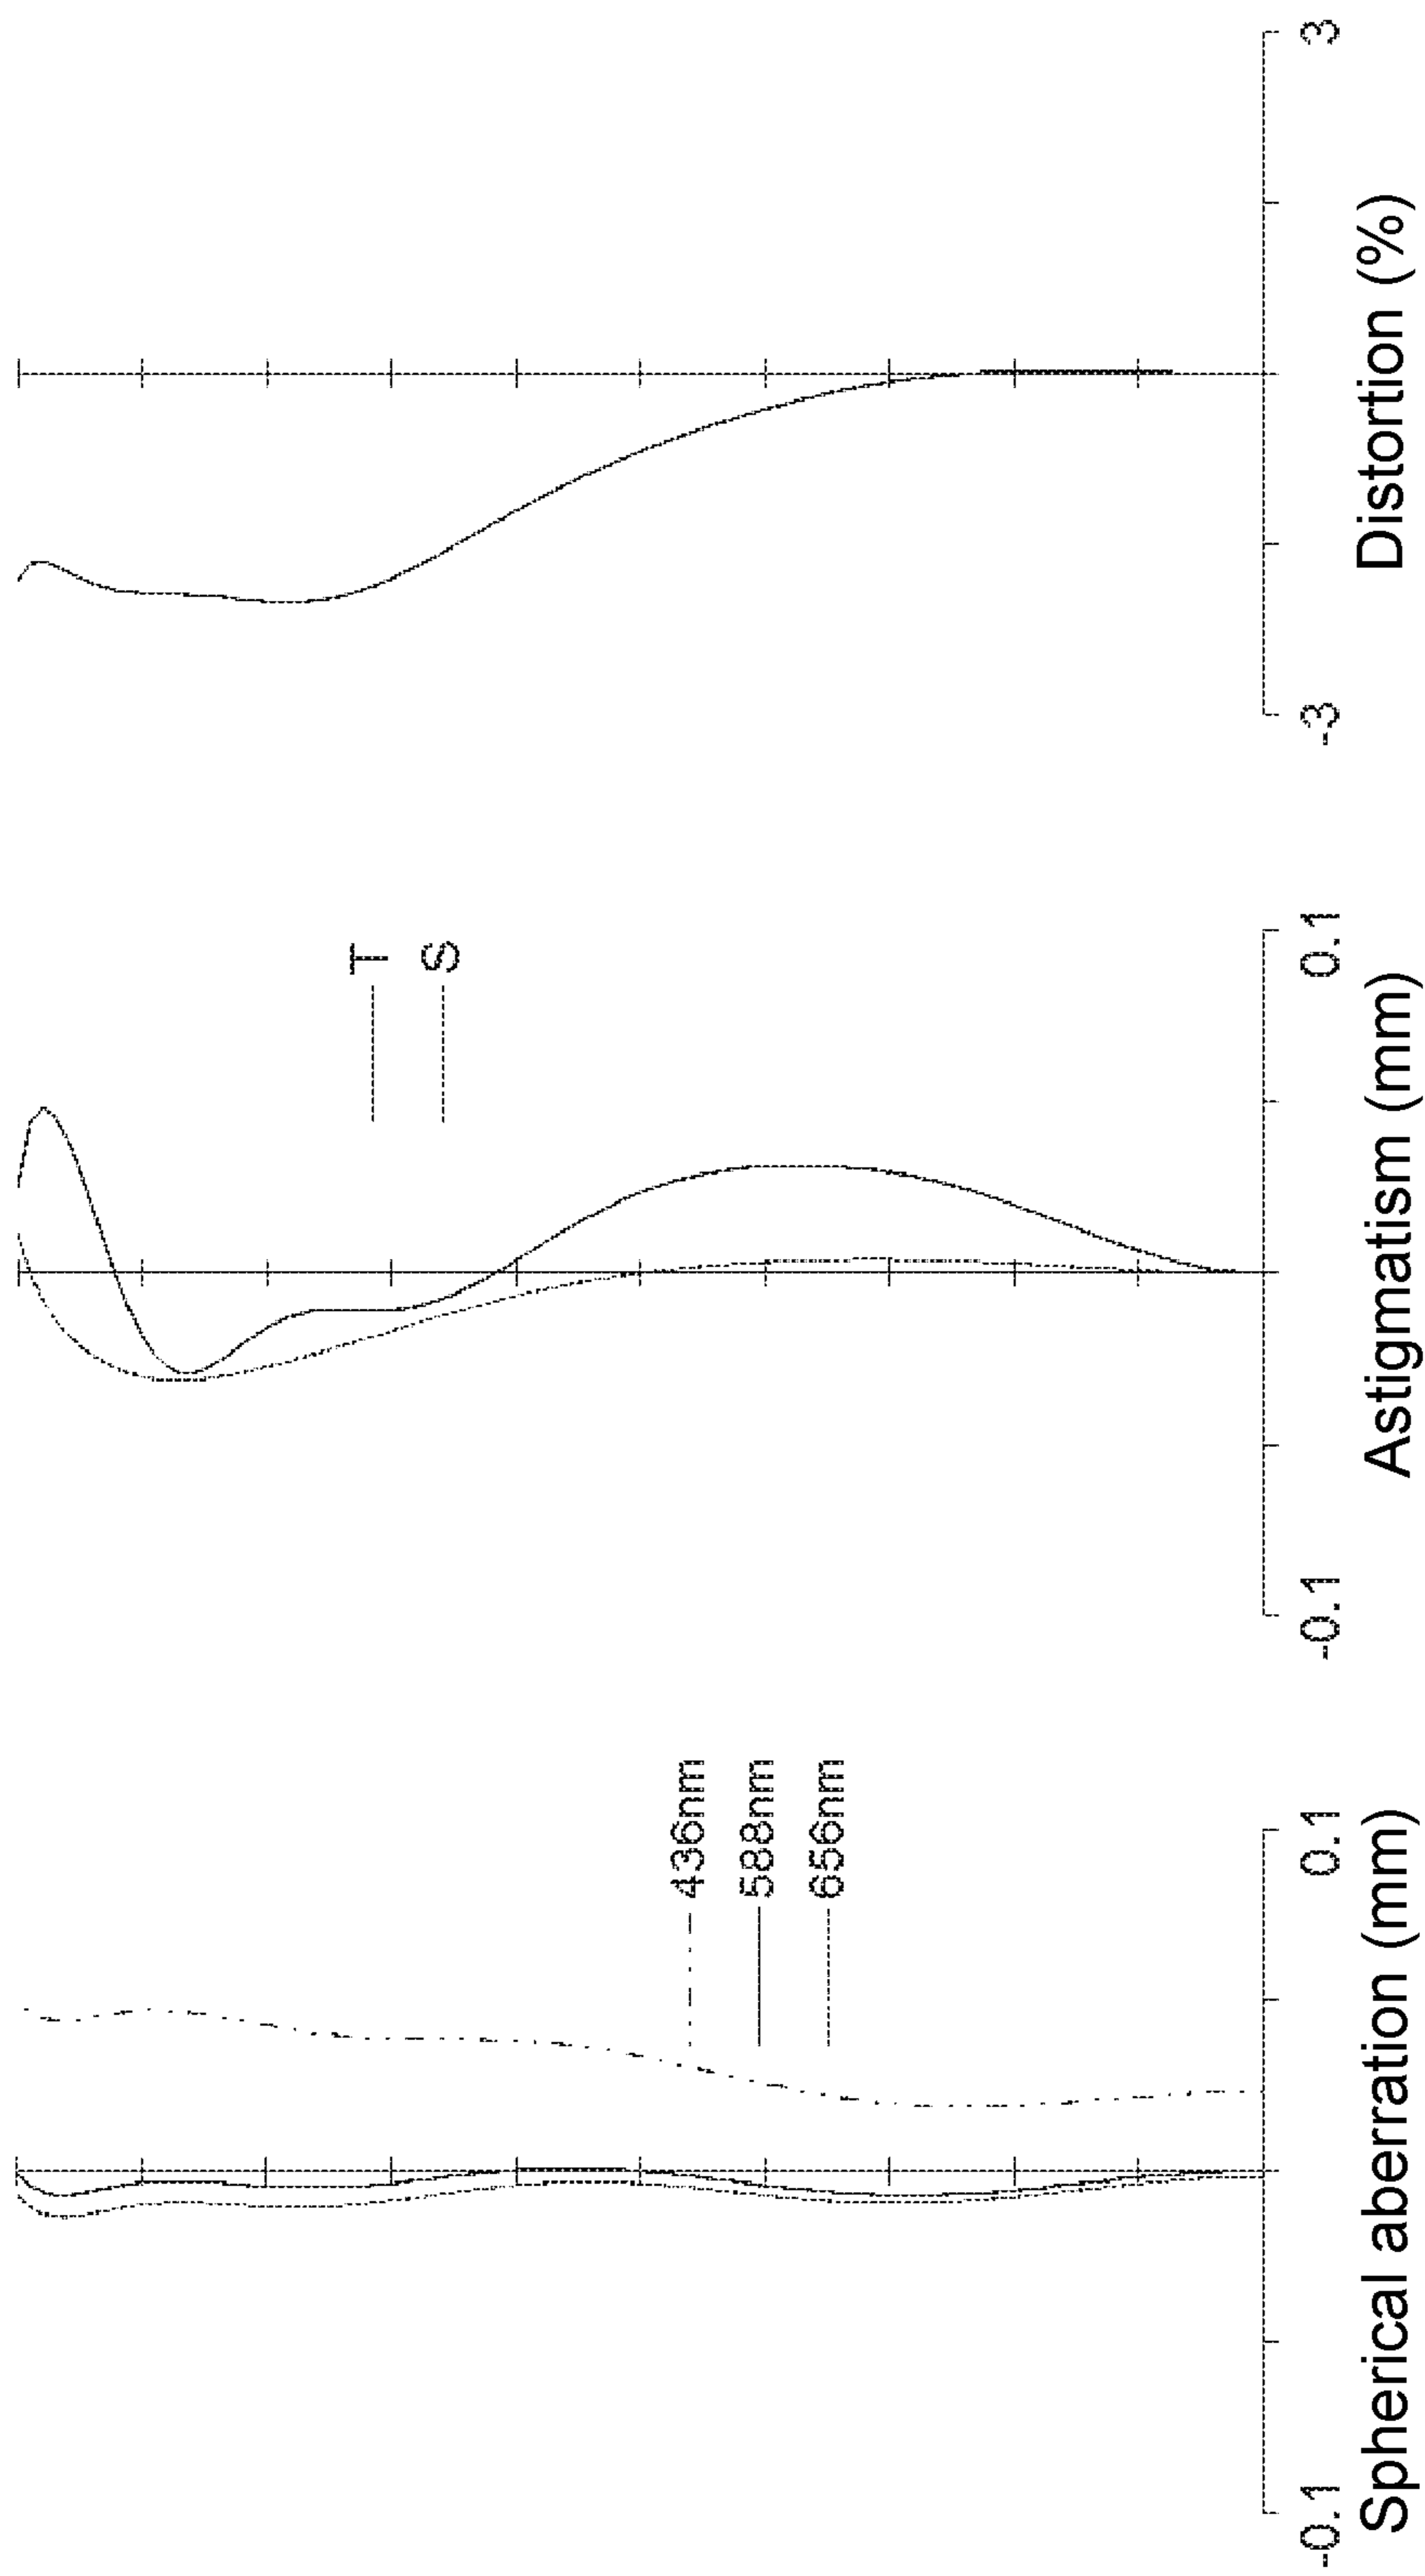 436nm
588nm
656nm
-0.1
0.1
Spherical aberration (mm)
T
S
-0.1
0.1
Astigmatism (mm)
-3
3
Distortion (%)